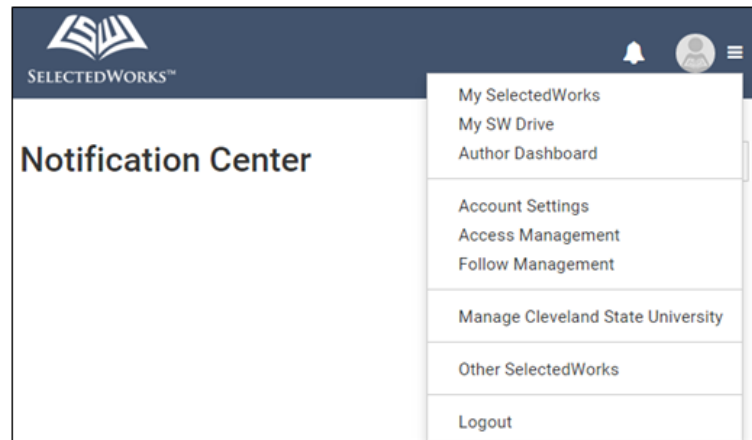 SW
SELECTEDWORKS™
Notification Center
My SelectedWorks
My SW Drive
Author Dashboard
Account Settings
Access Management
Follow Management
Manage Cleveland State University
Other SelectedWorks
Logout